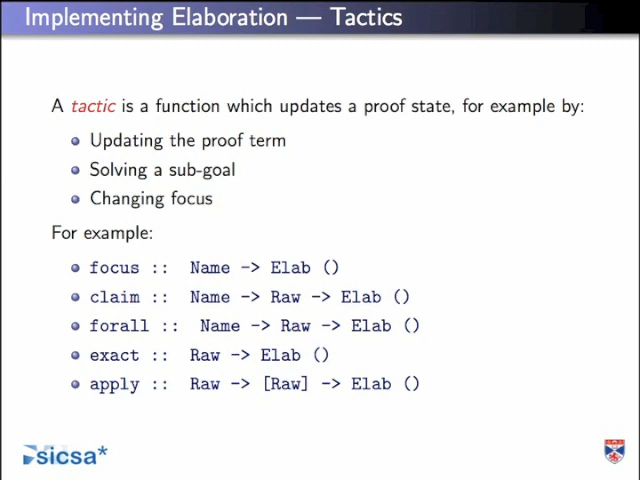 Implementing Elaboration — Tactics
A tactic is a function which updates a proof state, for example by:
Updating the proof term
Solving a sub-goal
Changing focus
For example:
focus :: Name -> Elab ()
claim :: Name -> Raw -> Elab ()
forall :: Name -> Raw -> Elab ()
exact :: Raw -> Elab ()
apply :: Raw -> [Raw] -> Elab ()
sicsa*